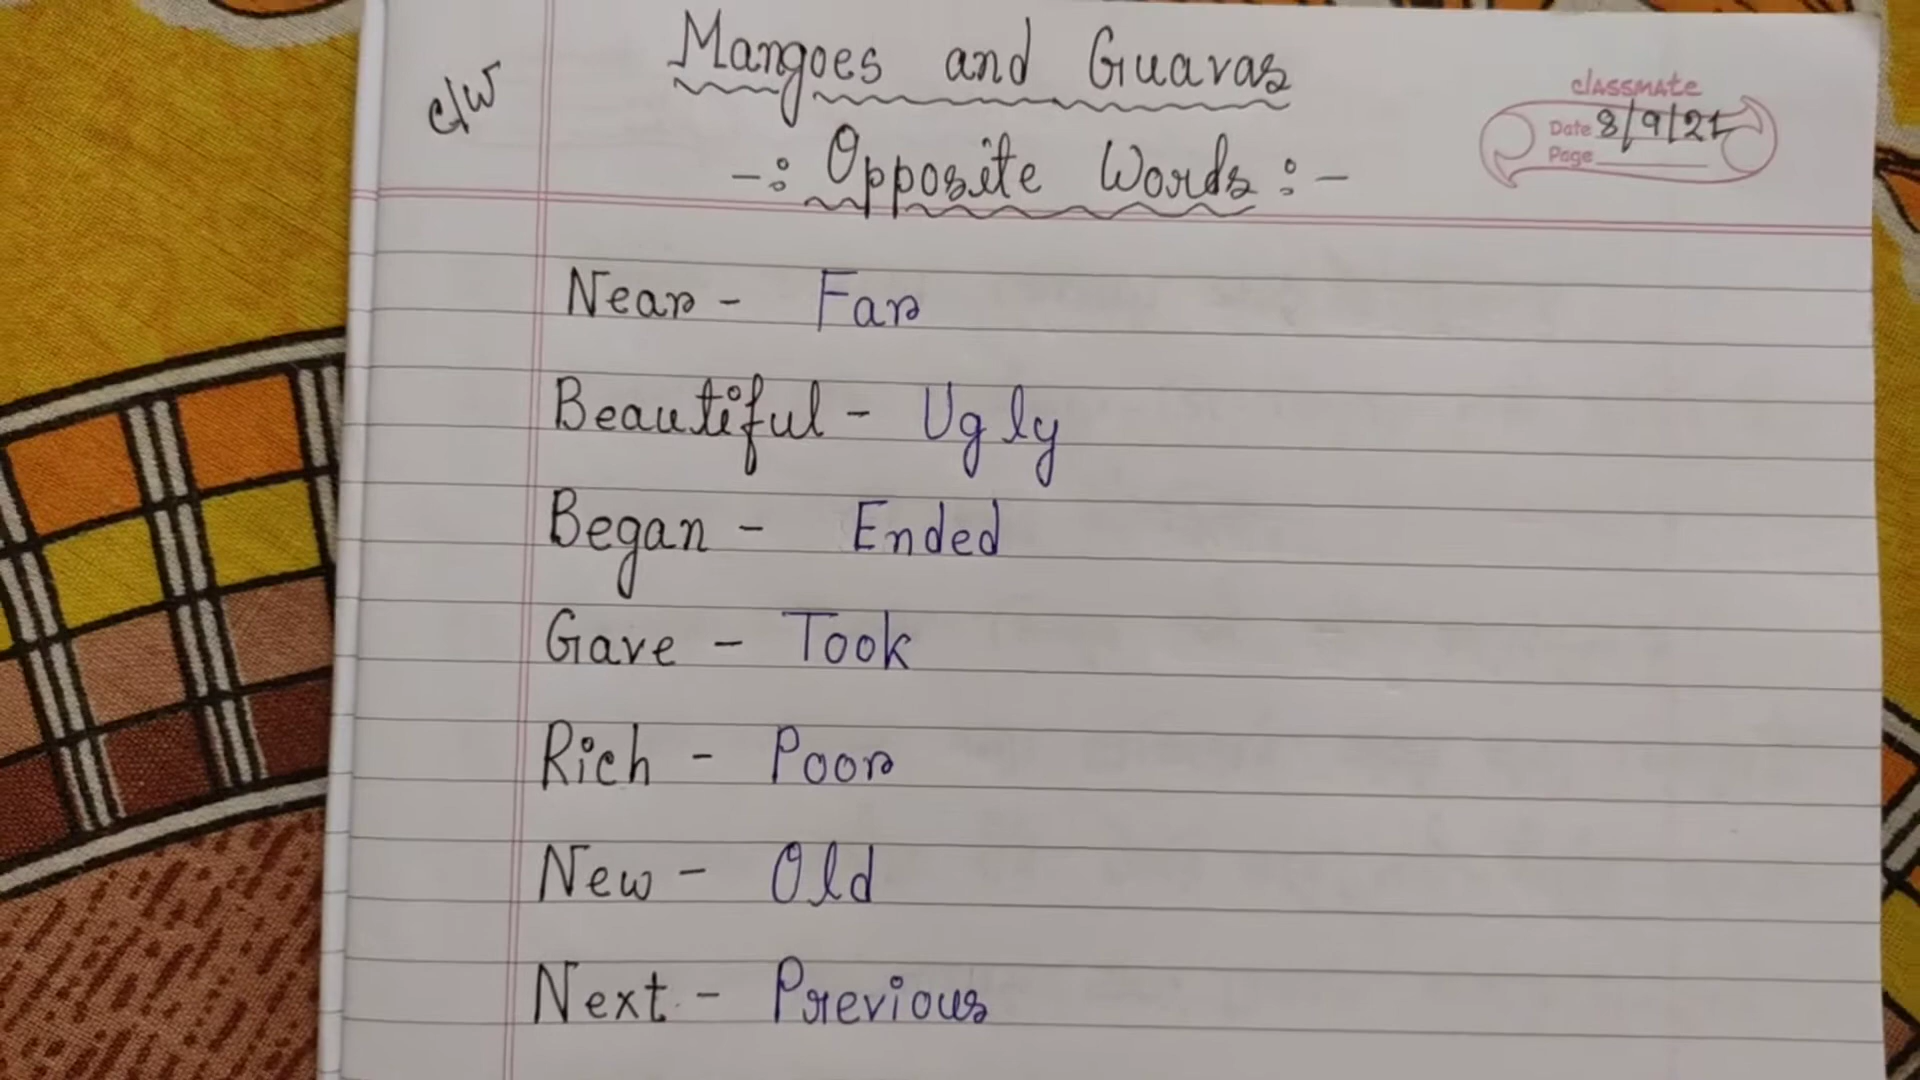 Mangoes and Guavas
c/w
classmate
Date 8/9/21
Page
-: Opposite Words :-
Near - Far
Beautiful - Ugly
Began - Ended
Gave - Took
Rich - Poor
New - Old
Next - Previous